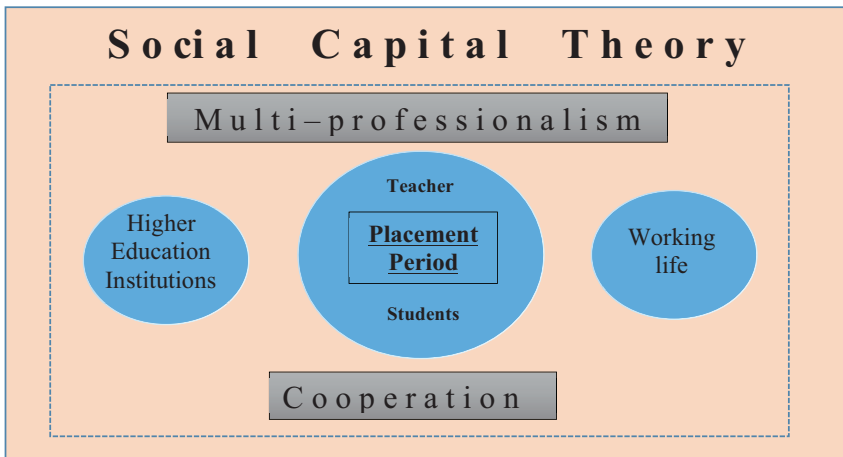 Social Capital Theory
Multi–professionalism
Higher
Education
Institutions
Teacher
Placement
Period
Students
Working
life
Cooperation